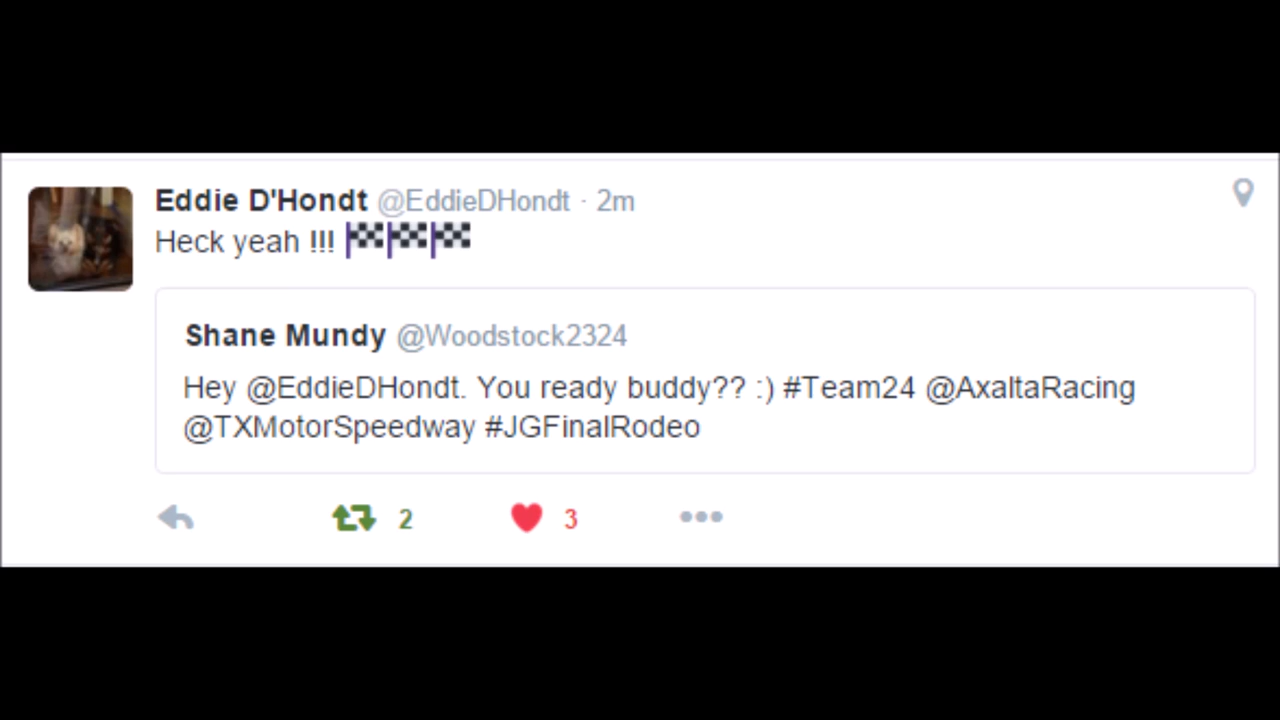 Eddie D'Hondt @EddieDHondt · 2m
Heck yeah !!! 🏁🏁🏁
Shane Mundy @Woodstock2324
Hey @EddieDHondt. You ready buddy?? :) #Team24 @AxaltaRacing
@TXMotorSpeedway #JGFinalRodeo
2 3